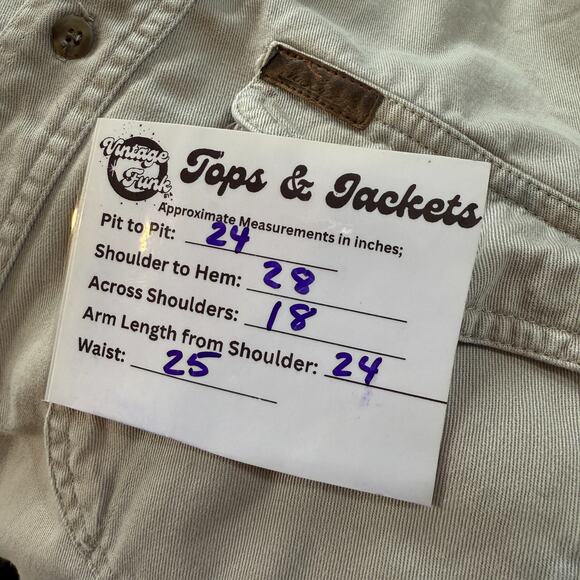 Vintage
Funk
Tops & Jackets
Approximate Measurements in inches;
Pit to Pit: 24
Shoulder to Hem: 28
Across Shoulders: 18
Arm Length from Shoulder: 24
Waist: 25